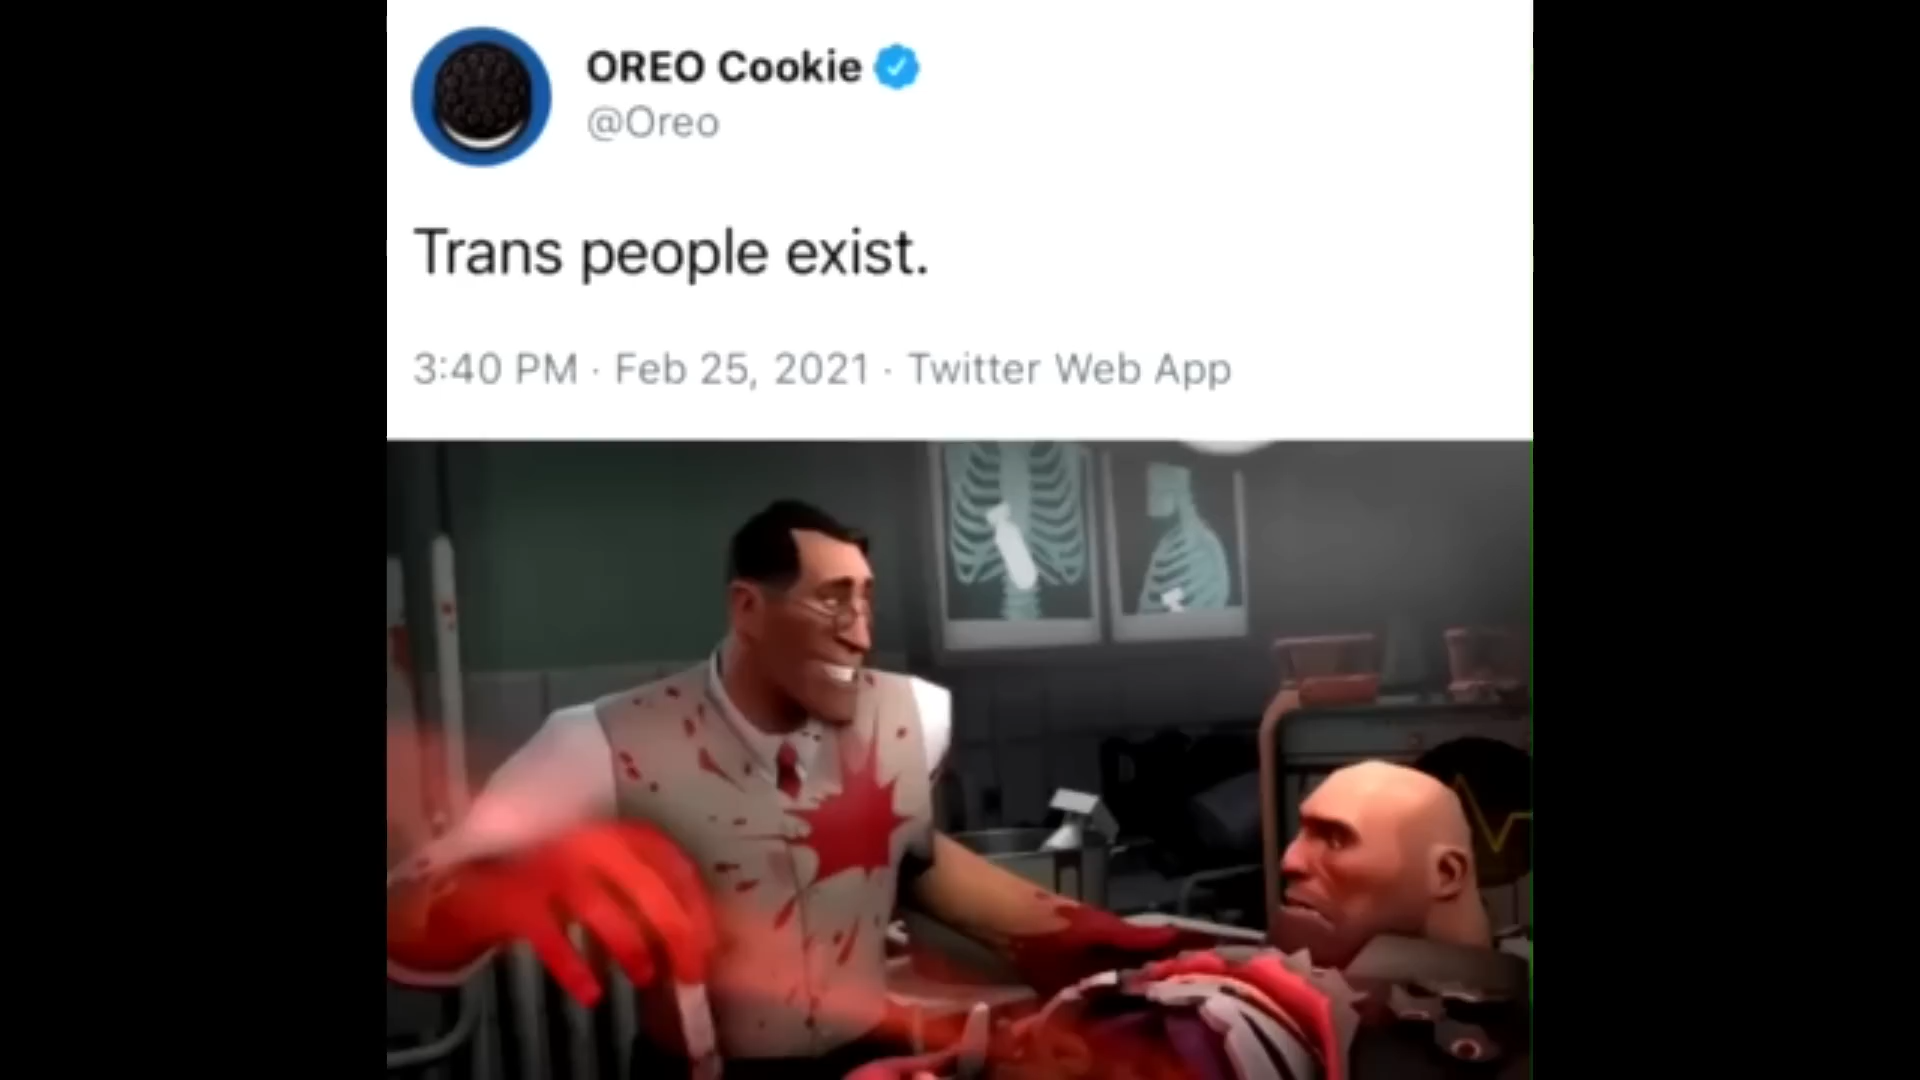 OREO Cookie
@Oreo
Trans people exist.
3:40 PM · Feb 25, 2021 · Twitter Web App